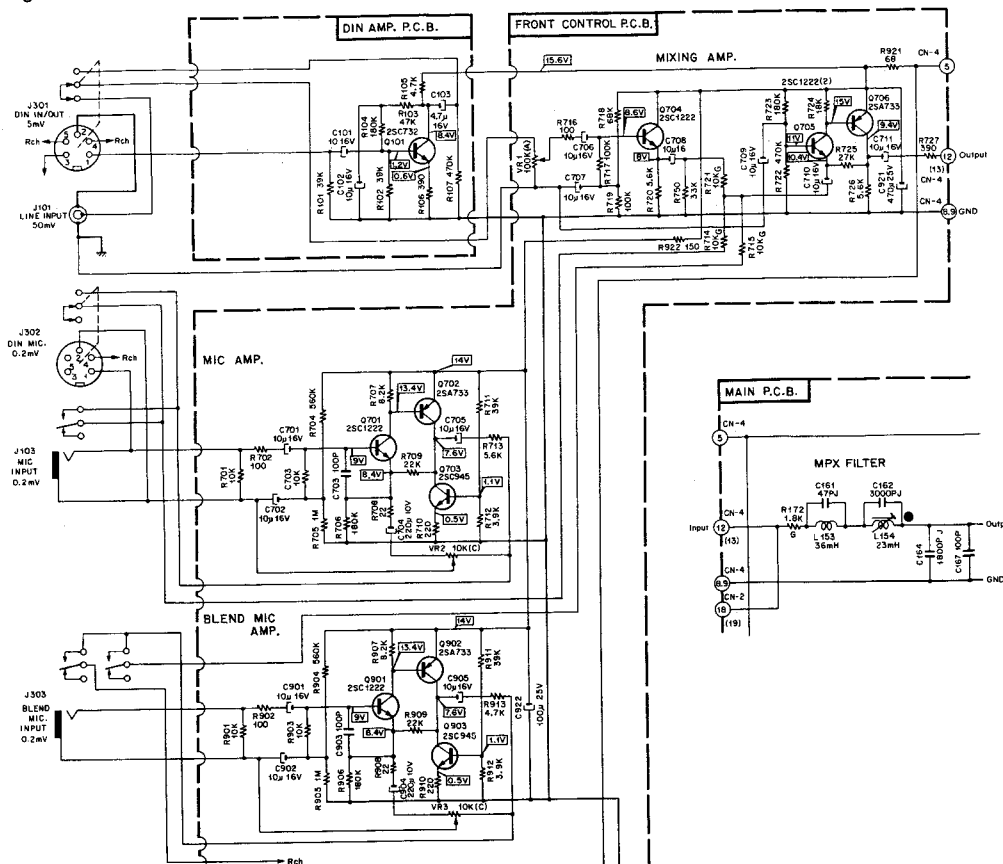 DIN AMP. P.C.B.
FRONT CONTROL P.C.B.
MIXING AMP.
15.6V
R921
68
CN-4
5
J301
DIN IN/OUT
5mV
Rch
Rch
5
2
4
3
1
R105
4.7K
R103
47K
C103
4.7μ
16V
R104
180K
2SC732
Q101
8.4V
1.2V
0.6V
C101
10 16V
C102
10μ16V
R101 39K
R102 39K
R106 390
R107 470K
J101
LINE INPUT
50mV
R716
100
VR1
100K(A)
C706
10μ16V
C707
10μ 16V
R718
68K
R717
100K
R719
100K
8.6V
Q704
2SC1222
8V
C708
10μ16
R720 5.6K
R750
33K
R721
10KG
R714
10KG
R715
10KG
R922 150
C709
10μ16V
2SC1222(2)
R723
180K
R724
18K
15V
Q706
2SA733
Q705
11V
10.4V
9.4V
R722
C710
10μ16V
R725
27K
R726
5.6K
C711
10μ16V
C921
470μ25V
R727
390
CN-4
12
Output
(13)
CN-4
8.9
GND
J302
DIN MIC.
0.2mV
Rch
2
4
5
3
1
MIC AMP.
J103
MIC
INPUT
0.2mV
R701
10K
R702
100
C701
10μ16V
C703
10K
C702
10μ 16V
R704 560K
R705 1M
C703 100P
R706
180K
Q701
2SC1222
9V
8.4V
R707
8.2K
13.4V
14V
Q702
2SA733
C705
10μ16V
7.6V
R709
22K
Q703
2SC945
R708
22
C704
220μ 10V
R710
220
0.5V
1.1V
R711
39K
R713
5.6K
R712
3.9K
VR2 10K(C)
BLEND MIC
AMP.
J303
BLEND
MIC.
INPUT
0.2mV
R901
10K
R902
100
C901
10μ 16V
R903
10K
C902
10μ 16V
R904 560K
R905 1M
C903 100P
R906
180K
Q901
2SC1222
9V
8.4V
R907
8.2K
13.4V
14V
Q902
2SA733
C905
10μ16V
7.6V
R909
22K
Q903
2SC945
R908
22
C904
220μ 10V
R910
220
0.5V
1.1V
R911
39K
R913
4.7K
R912
3.9K
C922
100μ 25V
VR3 10K(C)
Rch
MAIN P.C.B.
CN-4
5
MPX FILTER
C161
47PJ
C162
3000PJ
CN-4
Input
12
(13)
R172
1.8K
G
L153
36mH
L154
23mH
C164
1800P J
C167 100P
CN-4
8.9
GND
CN-2
18
(19)